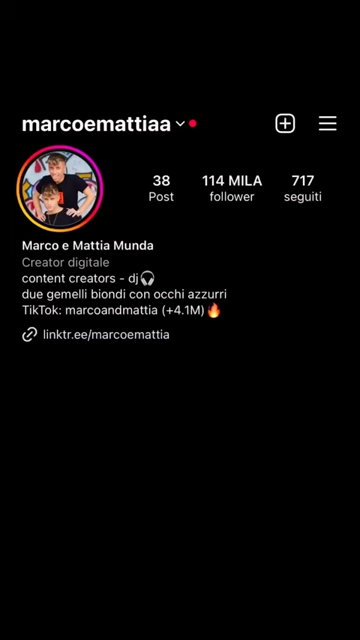 marcoemattiaa
38 114 MILA 717
Post follower seguiti
Marco e Mattia Munda
Creator digitale
content creators - dj🎧
due gemelli biondi con occhi azzurri
TikTok: marcoandmattia (+4.1M)🔥
linktr.ee/marcoemattia